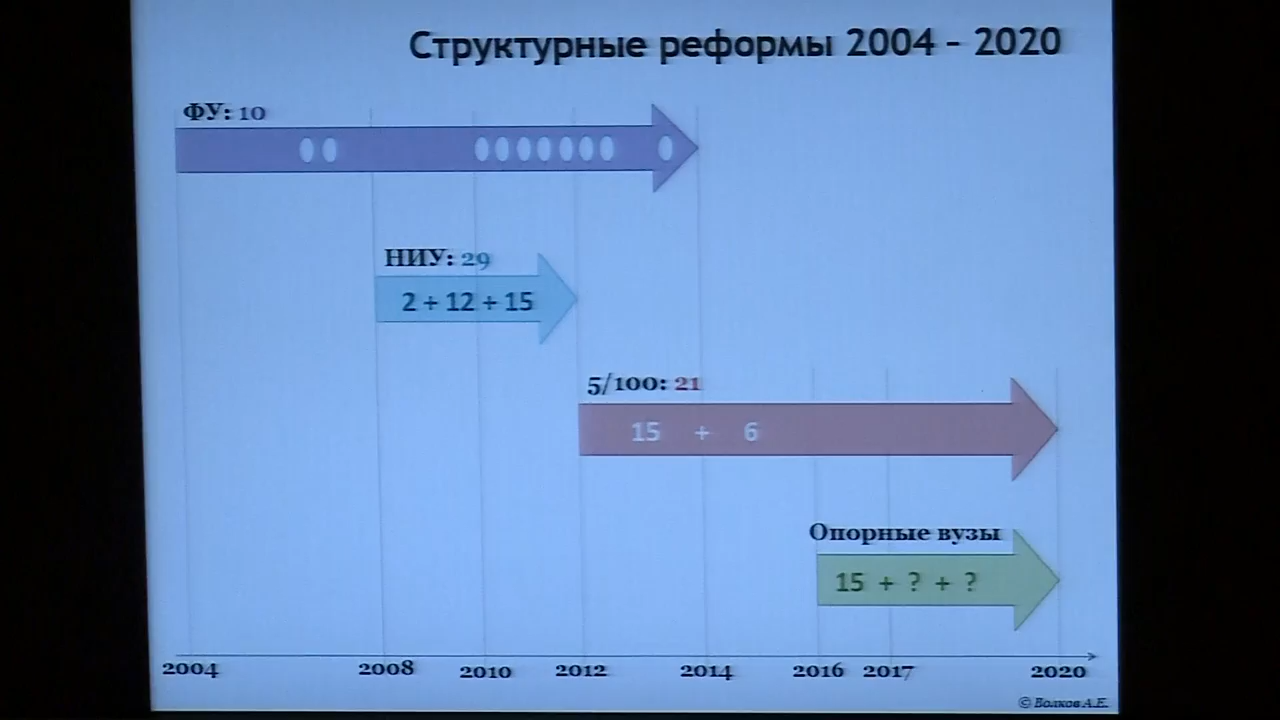 Структурные реформы 2004 - 2020
ФУ: 10
НИУ: 29
2 + 12 + 15
5/100: 21
15 + 6
Опорные вузы
15 + ? + ?
2004 2008 2010 2012 2014 2016 2017 2020
© Волков А.Е.